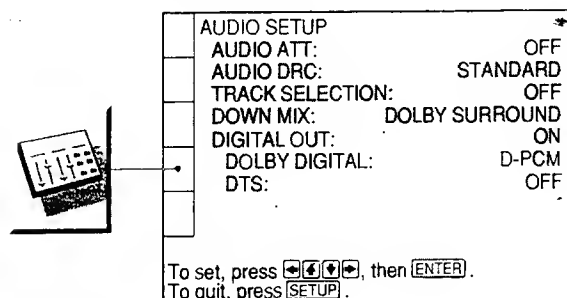 AUDIO SETUP
AUDIO ATT: OFF
AUDIO DRC: STANDARD
TRACK SELECTION: OFF
DOWN MIX: DOLBY SURROUND
DIGITAL OUT: ON
DOLBY DIGITAL: D-PCM
DTS: OFF
To set, press ←↑↓→, then ENTER.
To quit, press SETUP.